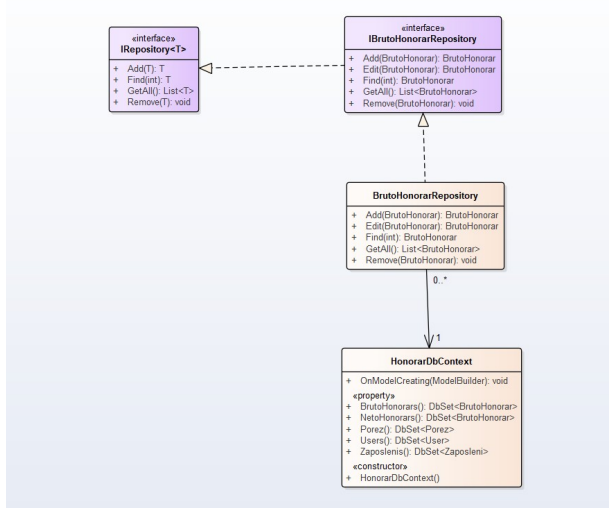 «interface»
IRepository<T>
+ Add(T): T
+ Find(int): T
+ GetAll(): List<T>
+ Remove(T): void
«interface»
IBrutoHonorarRepository
+ Add(BrutoHonorar): BrutoHonorar
+ Edit(BrutoHonorar): BrutoHonorar
+ Find(int): BrutoHonorar
+ GetAll(): List<BrutoHonorar>
+ Remove(BrutoHonorar): void
BrutoHonorarRepository
+ Add(BrutoHonorar): BrutoHonorar
+ Edit(BrutoHonorar): BrutoHonorar
+ Find(int): BrutoHonorar
+ GetAll(): List<BrutoHonorar>
+ Remove(BrutoHonorar): void
0..*
1
HonorarDbContext
+ OnModelCreating(ModelBuilder): void
«property»
+ BrutoHonorars(): DbSet<BrutoHonorar>
+ NetoHonorars(): DbSet<BrutoHonorar>
+ Porez(): DbSet<Porez>
+ Users(): DbSet<User>
+ Zaposlenis(): DbSet<Zaposleni>
«constructor»
+ HonorarDbContext()